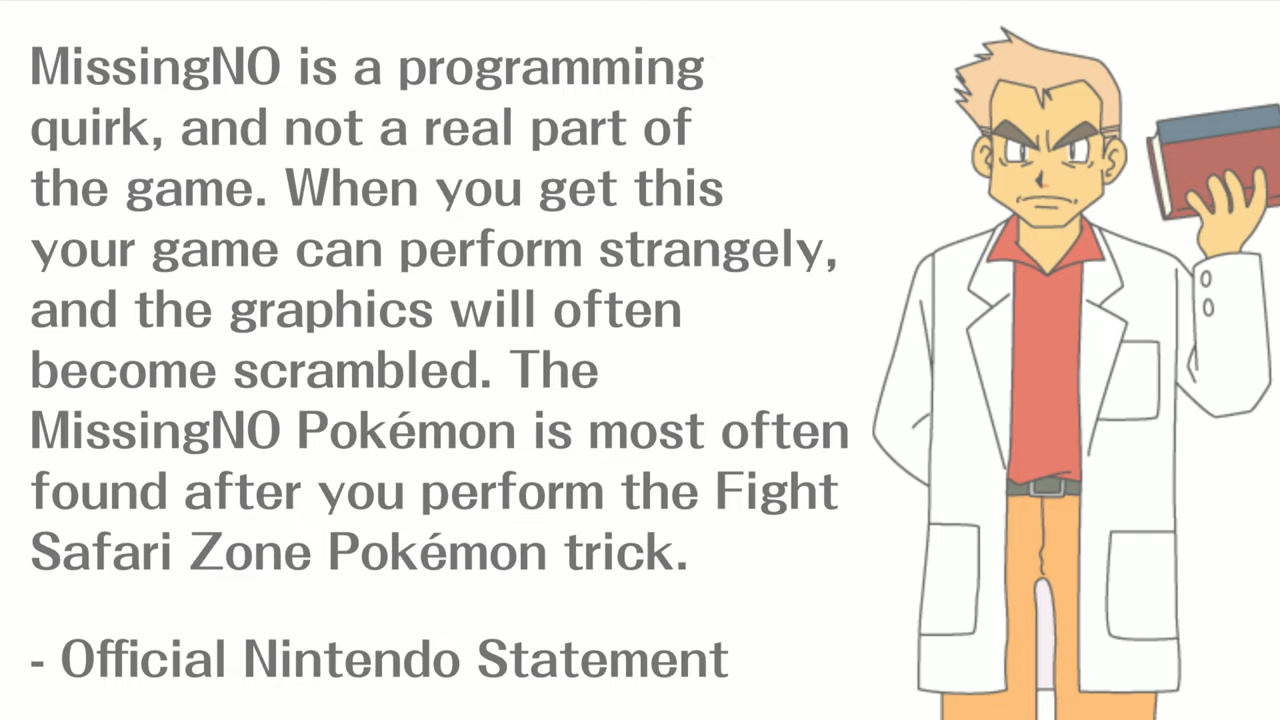 MissingNO is a programming
quirk, and not a real part of
the game. When you get this
your game can perform strangely,
and the graphics will often
become scrambled. The
MissingNO Pokémon is most often
found after you perform the Fight
Safari Zone Pokémon trick.
- Official Nintendo Statement